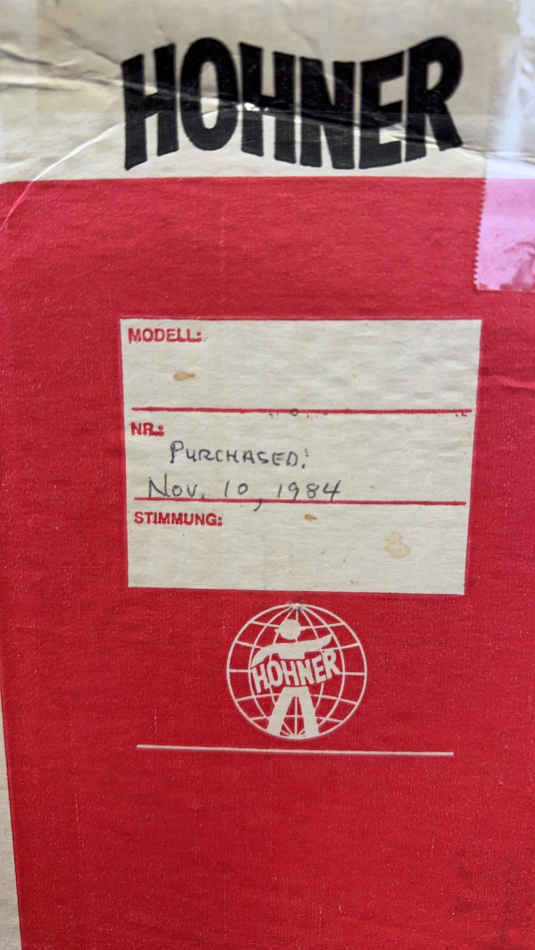 HOHNER
MODELL:
NR.:
PURCHASED:
Nov. 10, 1984
STIMMUNG:
HOHNER